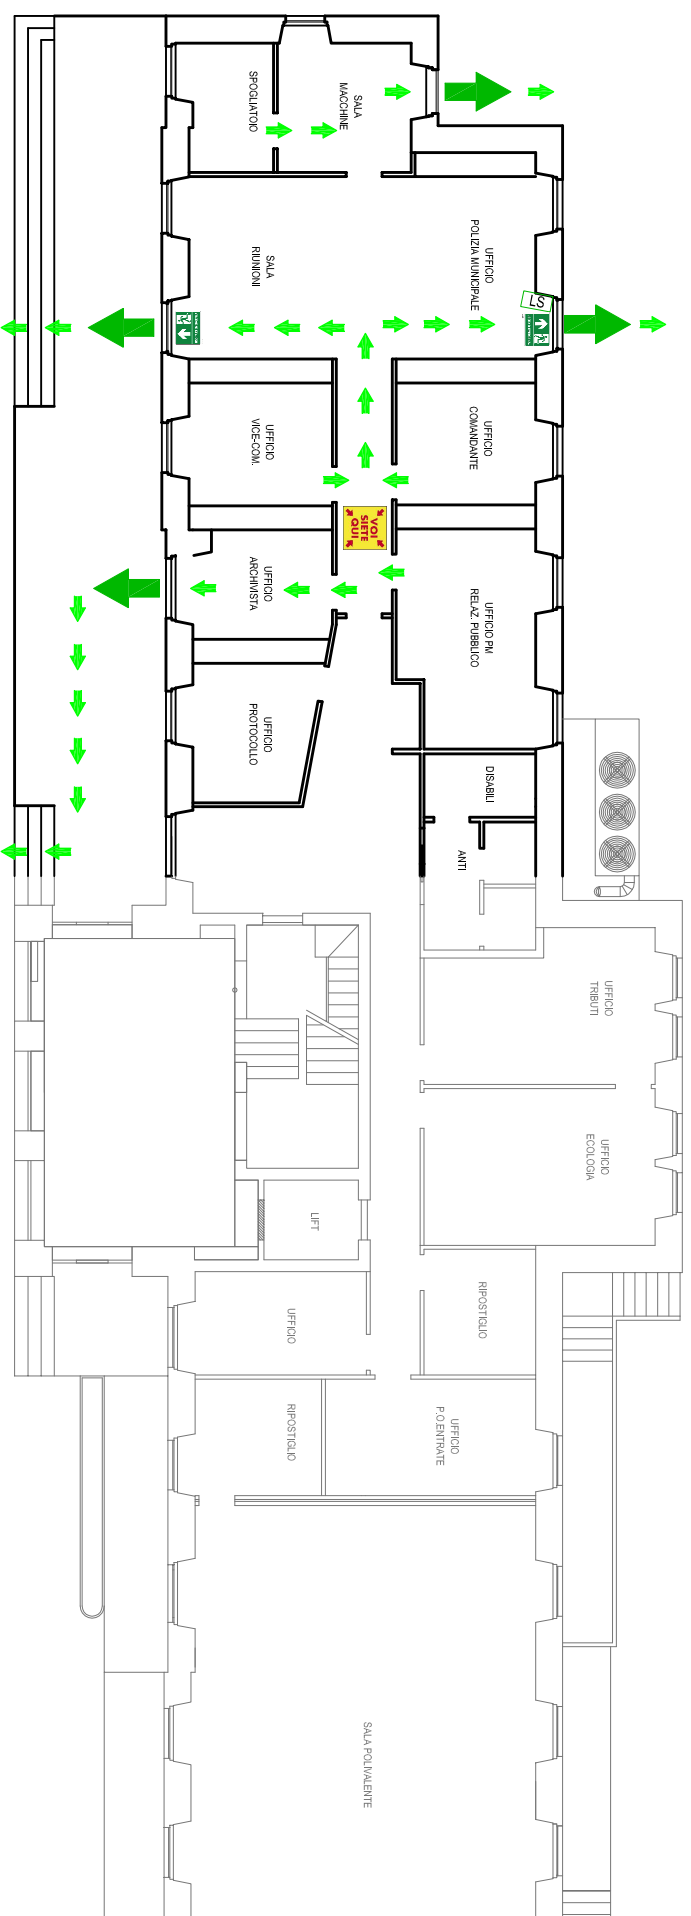 SPOGLIATOIO
SALA
MACCHINE
SALA
RIUNIONI
UFFICIO
POLIZIA MUNICIPALE
LS
UFFICIO
VICE-COM.
UFFICIO
COMANDANTE
VOI
SIETE
QUI
UFFICIO
ARCHIVISTA
UFFICIO PM
RELAZ. PUBBLICO
UFFICIO
PROTOCOLLO
DISABILI
ANTI
UFFICIO
TRIBUTI
UFFICIO
ECOLOGIA
LIFT
UFFICIO
RIPOSTIGLIO
RIPOSTIGLIO
UFFICIO
P.O.ENTRATE
SALA POLIVALENTE